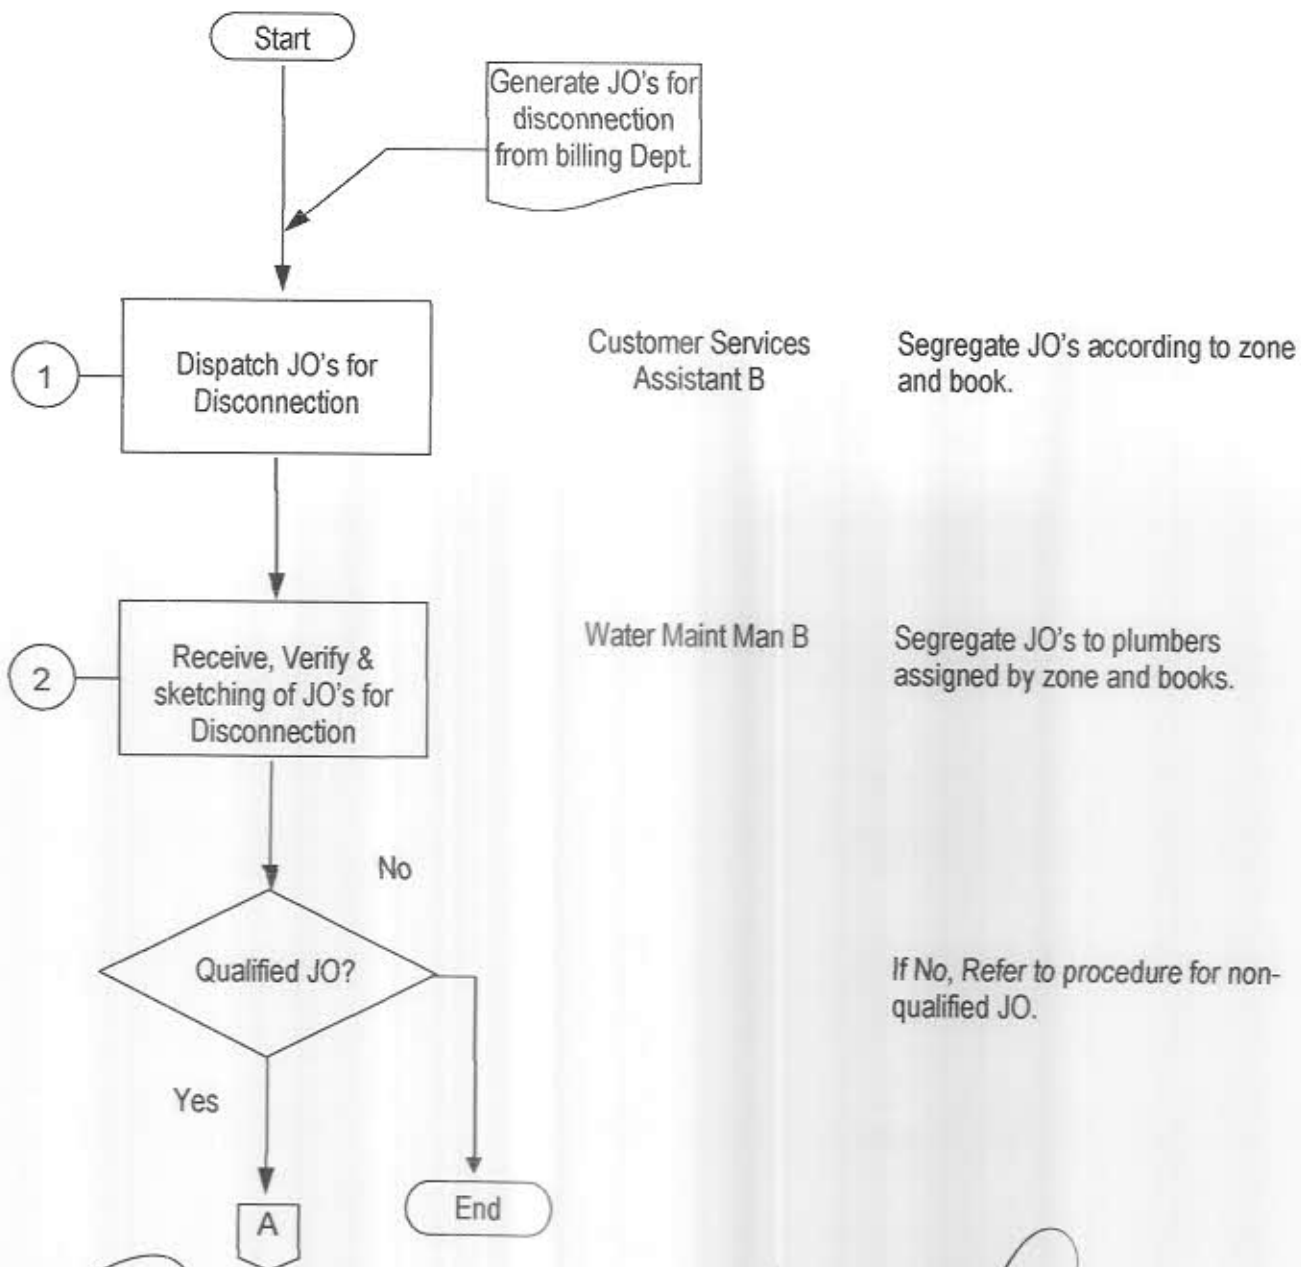 Start
Generate JO's for
disconnection
from billing Dept.
1
Dispatch JO's for
Disconnection
Customer Services
Assistant B
Segregate JO's according to zone
and book.
2
Receive, Verify &
sketching of JO's for
Disconnection
Water Maint Man B
Segregate JO's to plumbers
assigned by zone and books.
No
Qualified JO?
If No, Refer to procedure for non-
qualified JO.
Yes
A
End